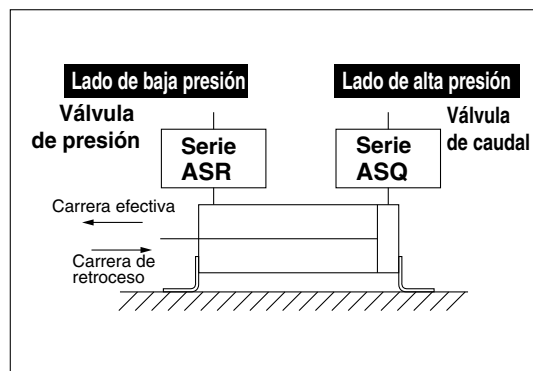 Lado de baja presión
Lado de alta presión
Válvula
de presión
Válvula
de caudal
Serie
ASR
Serie
ASQ
Carrera efectiva
Carrera de
retroceso